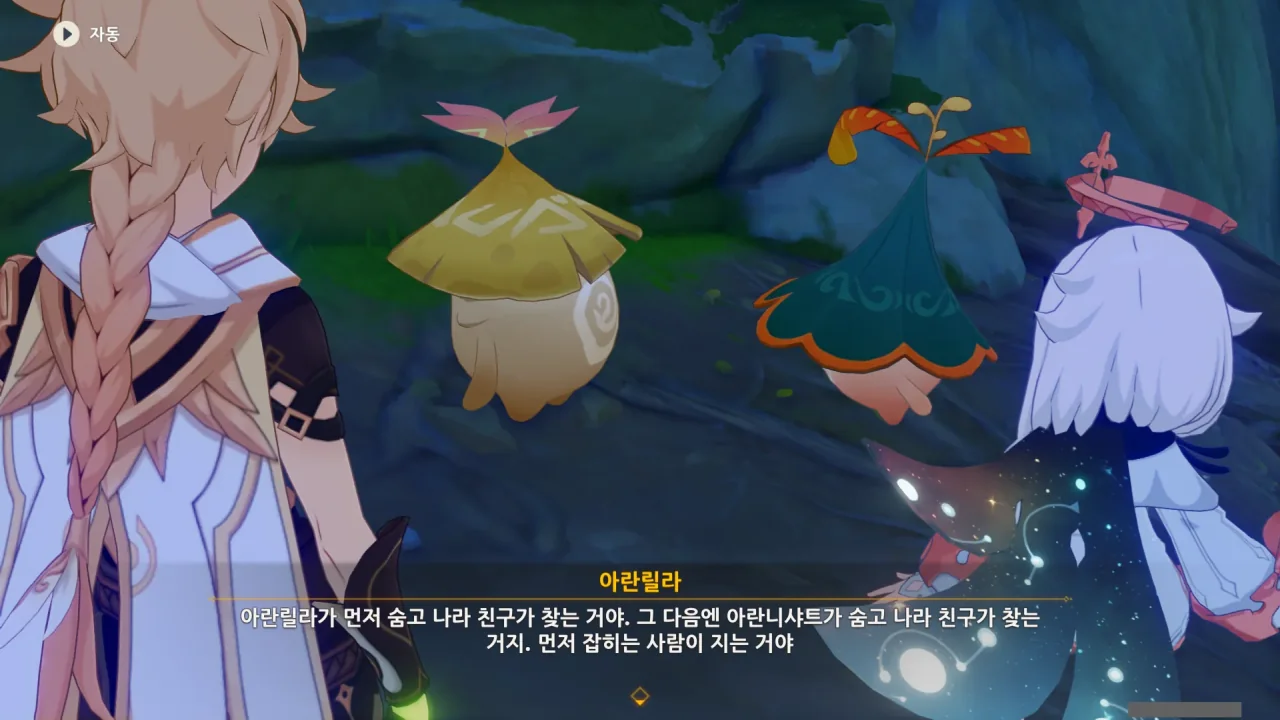 자동
아란릴라
아란릴라가 먼저 숨고 나라 친구가 찾는 거야. 그 다음엔 아란니샤트가 숨고 나라 친구가 찾는
거지. 먼저 잡히는 사람이 지는 거야